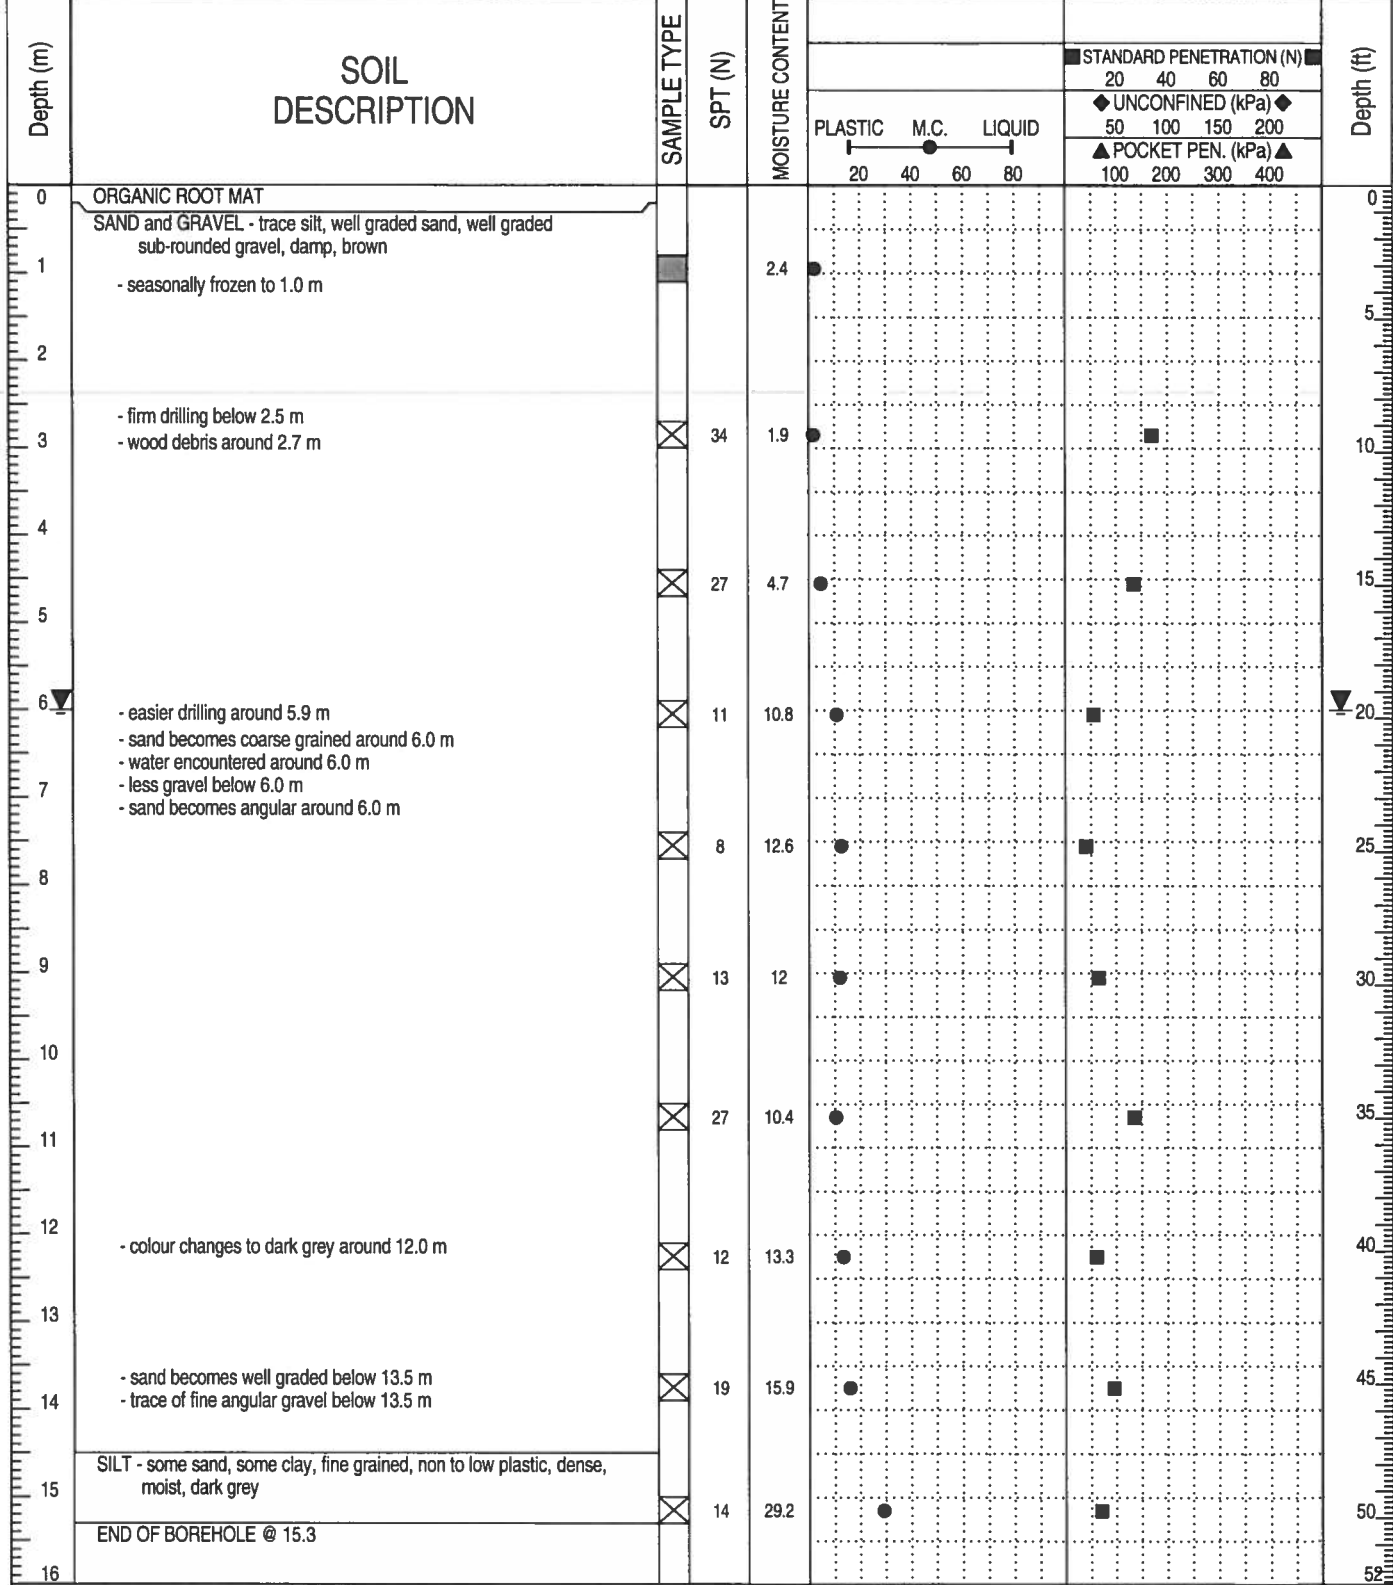 Depth (m)
SOIL
DESCRIPTION
SAMPLE TYPE
SPT (N)
MOISTURE CONTENT
PLASTIC M.C. LIQUID
20 40 60 80
STANDARD PENETRATION (N)
20 40 60 80
UNCONFINED (kPa)
50 100 150 200
POCKET PEN. (kPa)
100 200 300 400
Depth (ft)
0 ORGANIC ROOT MAT 0
SAND and GRAVEL - trace silt, well graded sand, well graded
sub-rounded gravel, damp, brown
1 2.4
- seasonally frozen to 1.0 m
5
2
- firm drilling below 2.5 m
3 - wood debris around 2.7 m 34 1.9 10
4
27 4.7 15
5
6 - easier drilling around 5.9 m 11 10.8 20
- sand becomes coarse grained around 6.0 m
- water encountered around 6.0 m
7 - less gravel below 6.0 m
- sand becomes angular around 6.0 m
8 12.6 25
8
9 13 12 30
10
27 10.4 35
11
12
- colour changes to dark grey around 12.0 m 12 13.3 40
13
- sand becomes well graded below 13.5 m 19 15.9 45
14 - trace of fine angular gravel below 13.5 m
SILT - some sand, some clay, fine grained, non to low plastic, dense,
15 moist, dark grey
14 29.2 50
END OF BOREHOLE @ 15.3
16 52